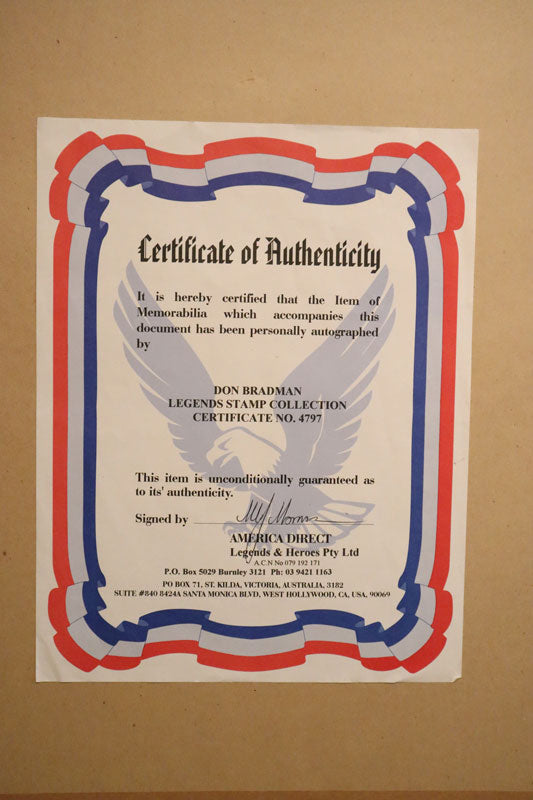 Certificate of Authenticity
It is hereby certified that the Item of
Memorabilia which accompanies this
document has been personally autographed
by
DON BRADMAN
LEGENDS STAMP COLLECTION
CERTIFICATE NO. 4797
This item is unconditionally guaranteed as
to its' authenticity.
Signed by
AMERICA DIRECT
Legends & Heroes Pty Ltd
A.C.N No 079 192 171
P.O. Box 5029 Burnley 3121 Ph: 03 9421 1163
PO BOX 71, ST. KILDA, VICTORIA, AUSTRALIA, 3182
SUITE #840 8424A SANTA MONICA BLVD, WEST HOLLYWOOD, CA, USA, 90069